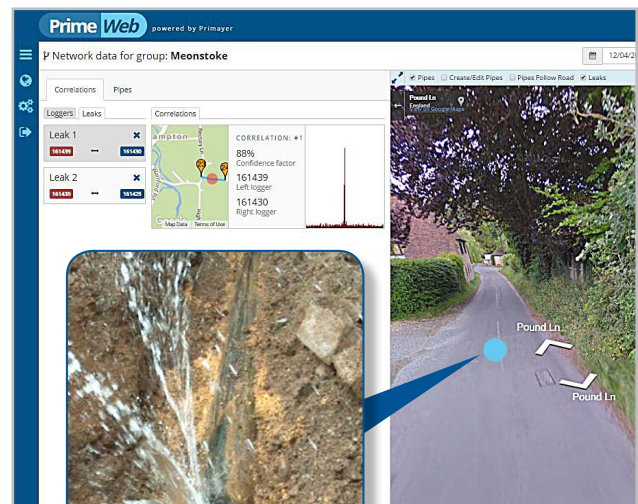 Prime Web powered by Primayer
Network data for group: Meonstoke
12/04/2
Correlations Pipes
Pipes Create/Edit Pipes Pipes Follow Road Leaks
Loggers Leaks Correlations
Leak 1
161439 161430
Leak 2
161439 161425
CORRELATION: #1
88%
Confidence factor
161439
Left logger
161430
Right logger
Map Data Terms of Use
Pound Ln
England
View on Google Maps
Pound Ln
Pound Ln